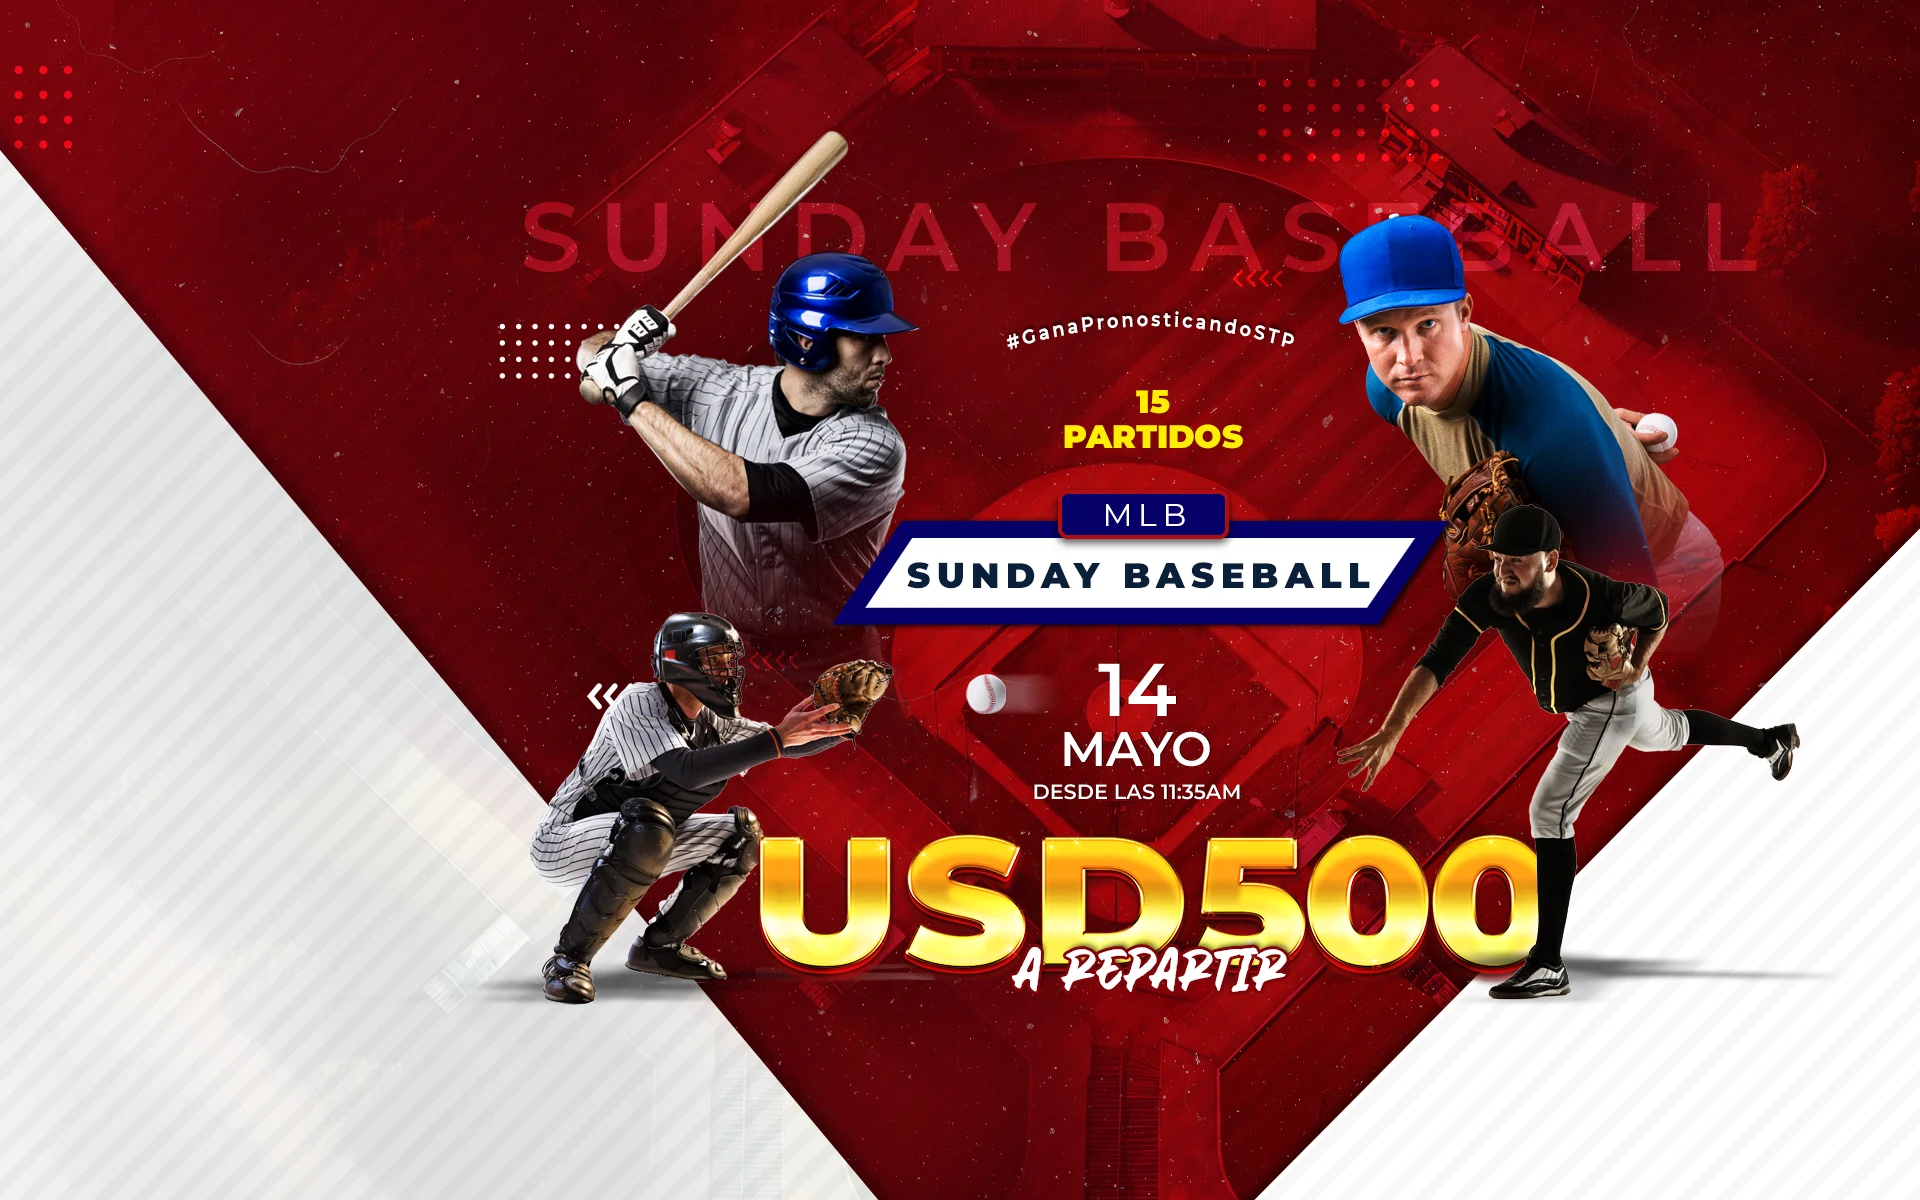 SUNDAY BASEBALL
#GanaPronosticandoSTP
15
PARTIDOS
MLB
SUNDAY BASEBALL
14
MAYO
DESDE LAS 11:35AM
USD500
A REPARTIR